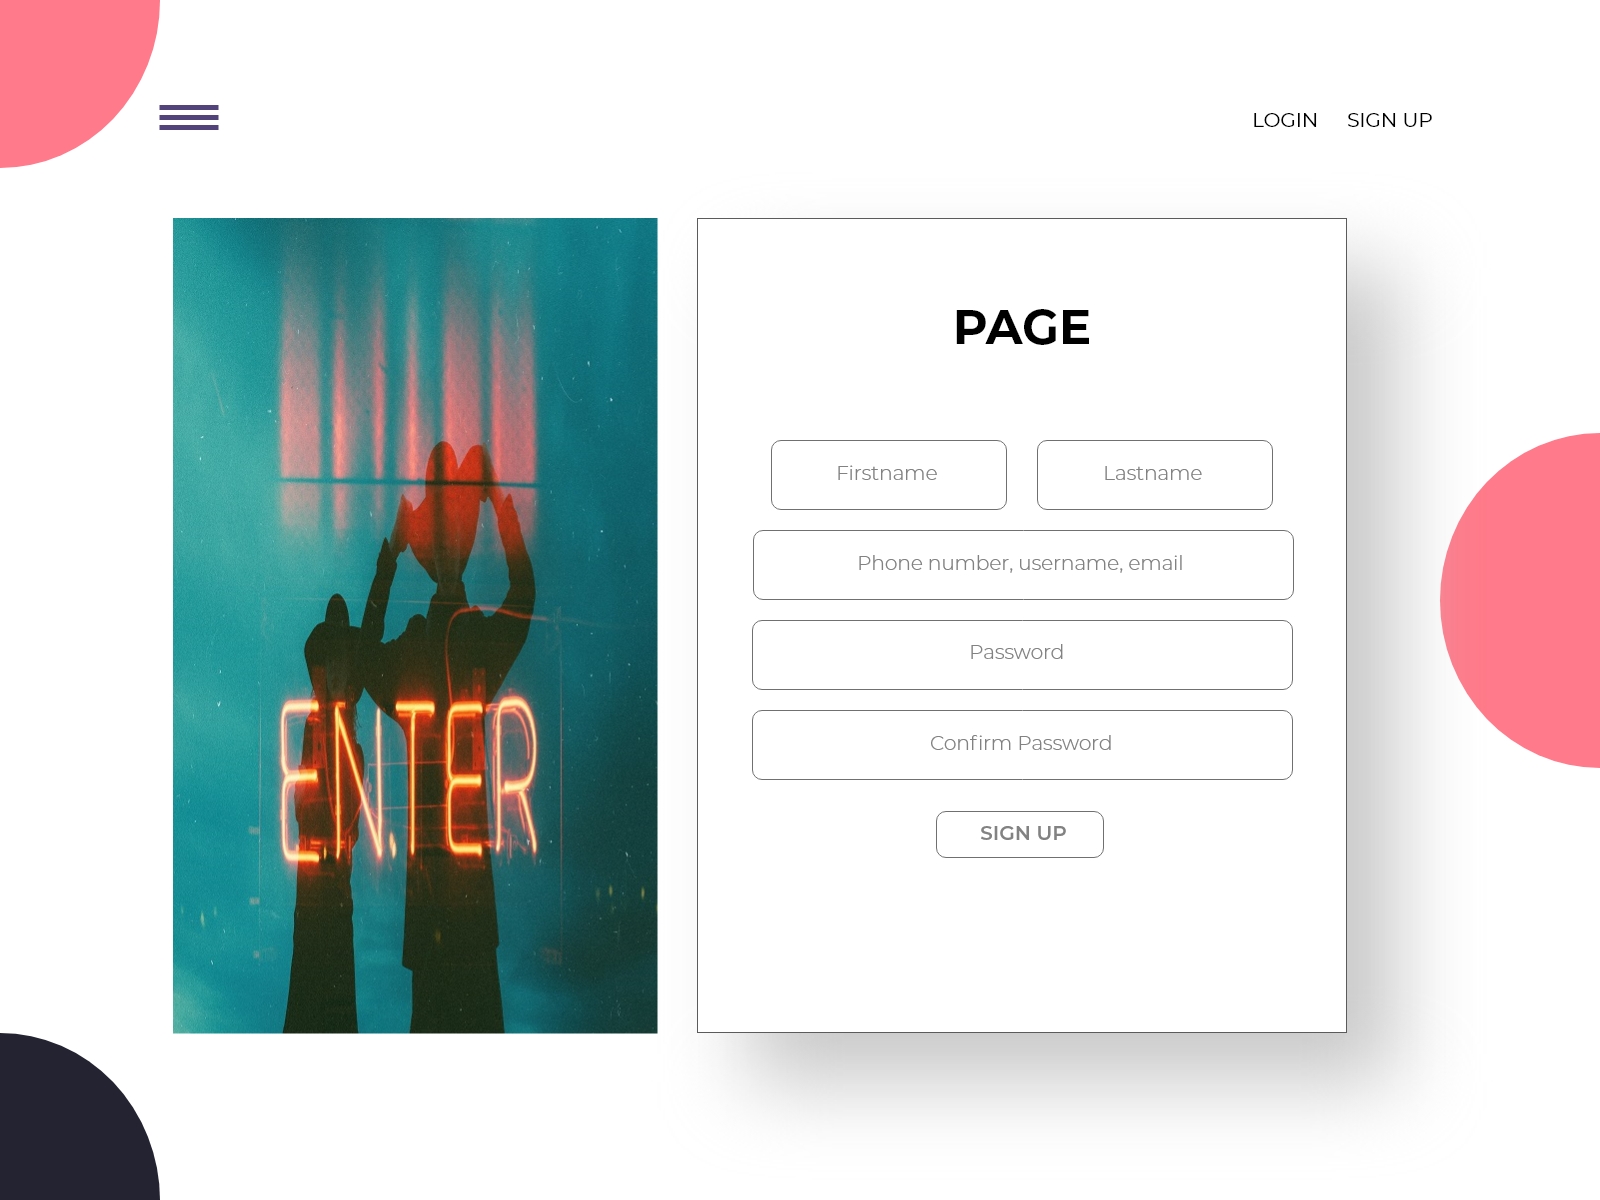 LOGIN SIGN UP
PAGE
Firstname Lastname
Phone number, username, email
Password
Confirm Password
SIGN UP
ENTER